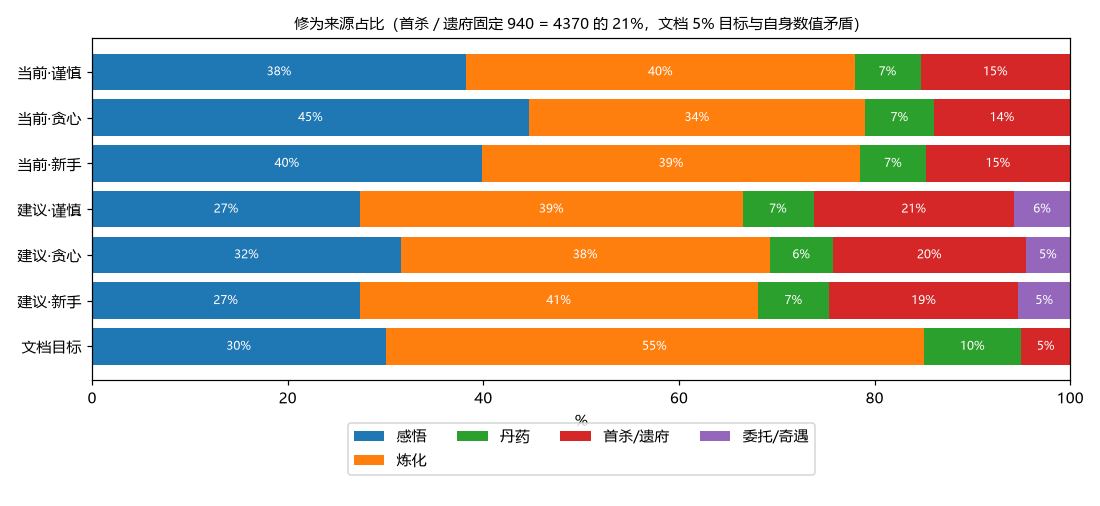 修为来源占比（首杀 / 遗府固定 940 = 4370 的 21%，文档 5% 目标与自身数值矛盾）
当前·谨慎 38% 40% 7% 15%
当前·贪心 45% 34% 7% 14%
当前·新手 40% 39% 7% 15%
建议·谨慎 27% 39% 7% 21% 6%
建议·贪心 32% 38% 6% 20% 5%
建议·新手 27% 41% 7% 19% 5%
文档目标 30% 55% 10% 5%
0 20 40 60 80 100
%
感悟 丹药 首杀/遗府 委托/奇遇
炼化